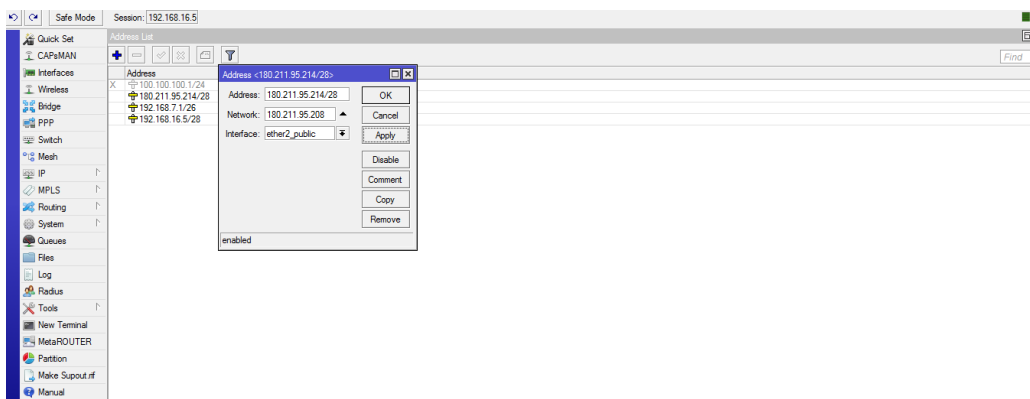 Safe Mode Session: 192.168.16.5
Quick Set
CAPsMAN
Interfaces
Wireless
Bridge
PPP
Switch
Mesh
IP
MPLS
Routing
System
Queues
Files
Log
Radius
Tools
New Terminal
MetaROUTER
Partition
Make Supout.rif
Manual
Address List
Find
Address
X 100.100.100.1/24
180.211.95.214/28
192.168.7.1/26
192.168.16.5/28
Address <180.211.95.214/28>
Address: 180.211.95.214/28 OK
Network: 180.211.95.208 Cancel
Interface: ether2_public Apply
Disable
Comment
Copy
Remove
enabled